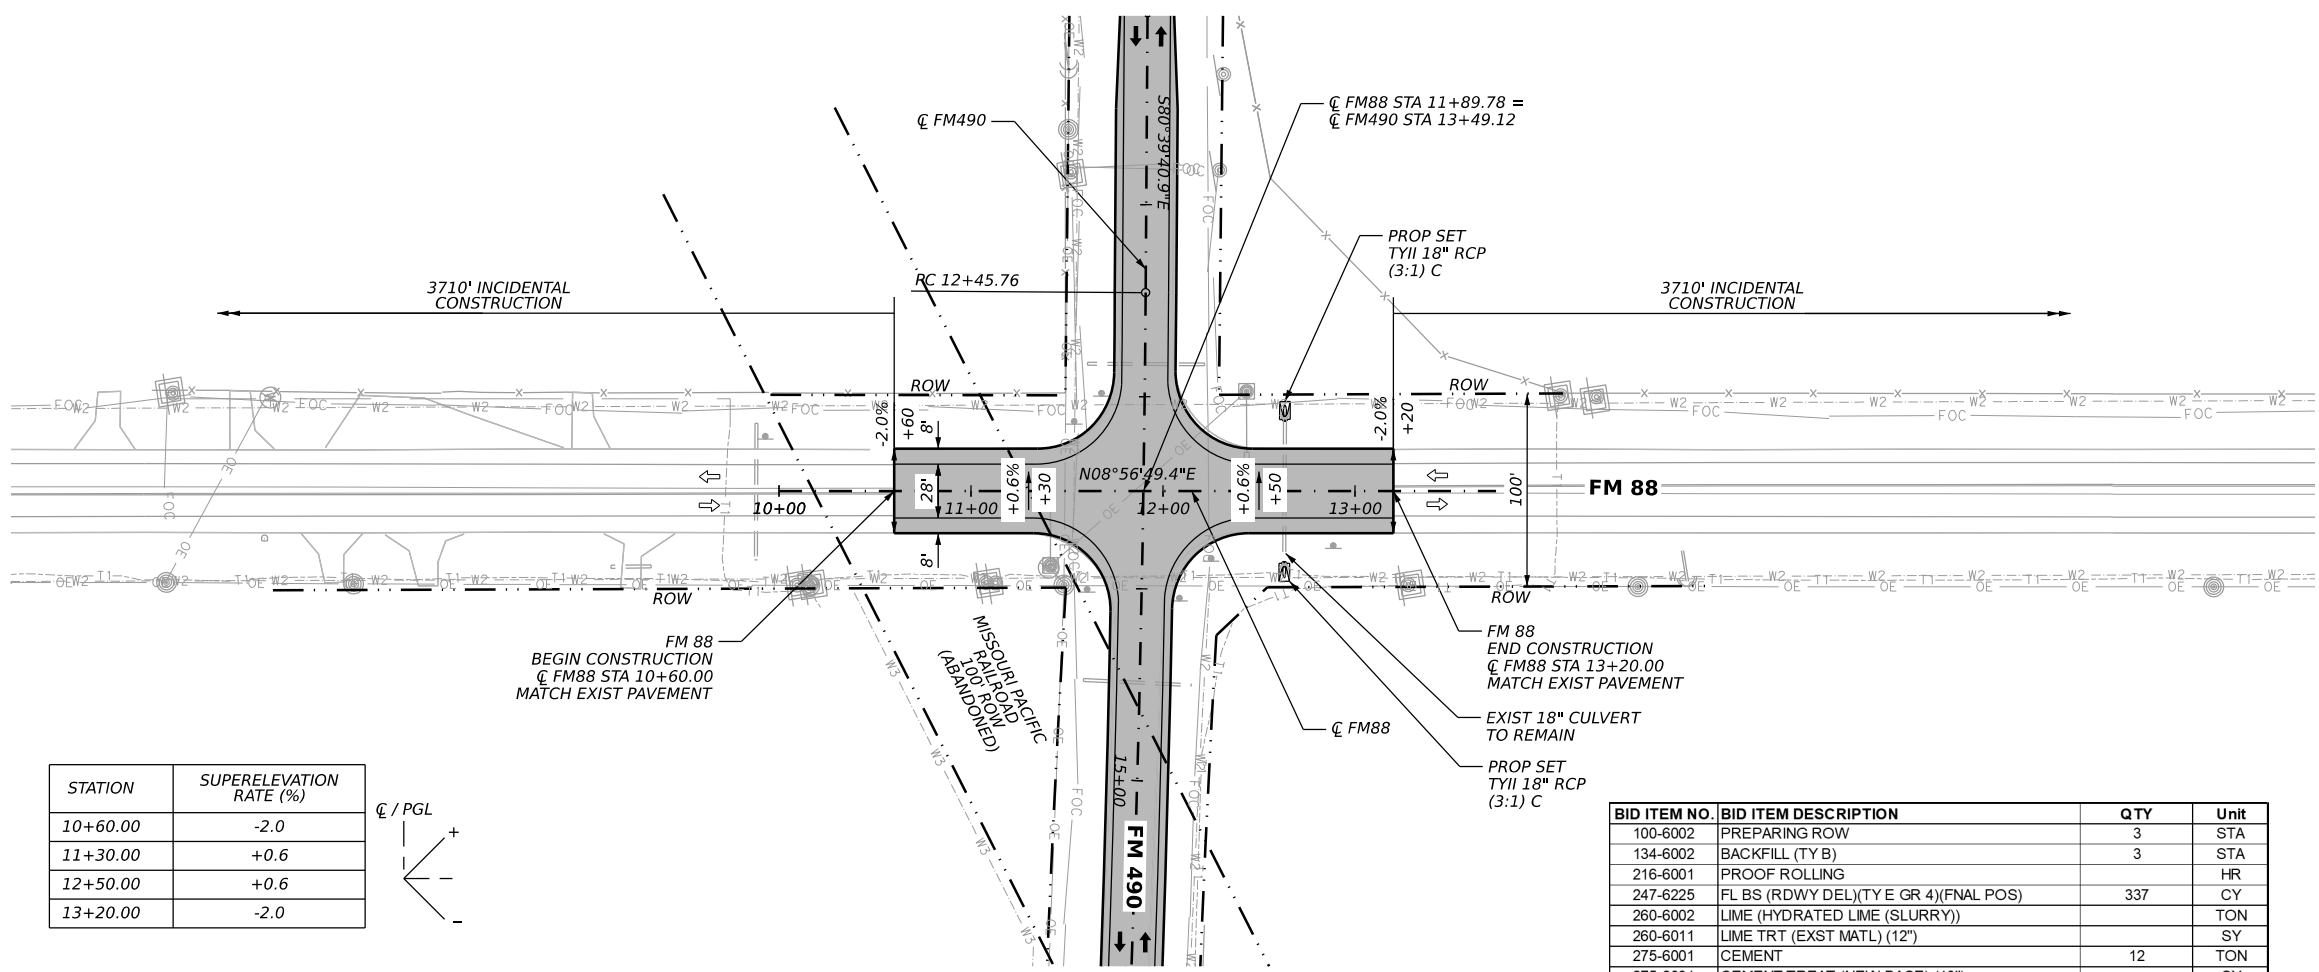 ℄ FM88 STA 11+89.78 =
℄ FM490 STA 13+49.12
℄ FM490
S80°39'40.9"E
PROP SET
TYII 18" RCP
(3:1) C
PC 12+45.76
3710' INCIDENTAL
CONSTRUCTION
3710' INCIDENTAL
CONSTRUCTION
ROW
ROW
-2.0%
+60
8'
-2.0%
+20
28'
+0.6%
+30
N08°56'49.4"E
+0.6%
+50
100'
FM 88
10+00
11+00
12+00
13+00
8'
ROW
ROW
FM 88
BEGIN CONSTRUCTION
℄ FM88 STA 10+60.00
MATCH EXIST PAVEMENT
MISSOURI PACIFIC
RAILROAD
100' ROW
(ABANDONED)
FM 88
END CONSTRUCTION
℄ FM88 STA 13+20.00
MATCH EXIST PAVEMENT
EXIST 18" CULVERT
TO REMAIN
℄ FM88
PROP SET
TYII 18" RCP
(3:1) C
15+00
FM 490
STATION SUPERELEVATION
RATE (%)
10+60.00 -2.0
11+30.00 +0.6
12+50.00 +0.6
13+20.00 -2.0
℄ / PGL
+
-
BID ITEM NO. BID ITEM DESCRIPTION QTY Unit
100-6002 PREPARING ROW 3 STA
134-6002 BACKFILL (TY B) 3 STA
216-6001 PROOF ROLLING HR
247-6225 FL BS (RDWY DEL)(TY E GR 4)(FNAL POS) 337 CY
260-6002 LIME (HYDRATED LIME (SLURRY)) TON
260-6011 LIME TRT (EXST MATL) (12") SY
275-6001 CEMENT 12 TON